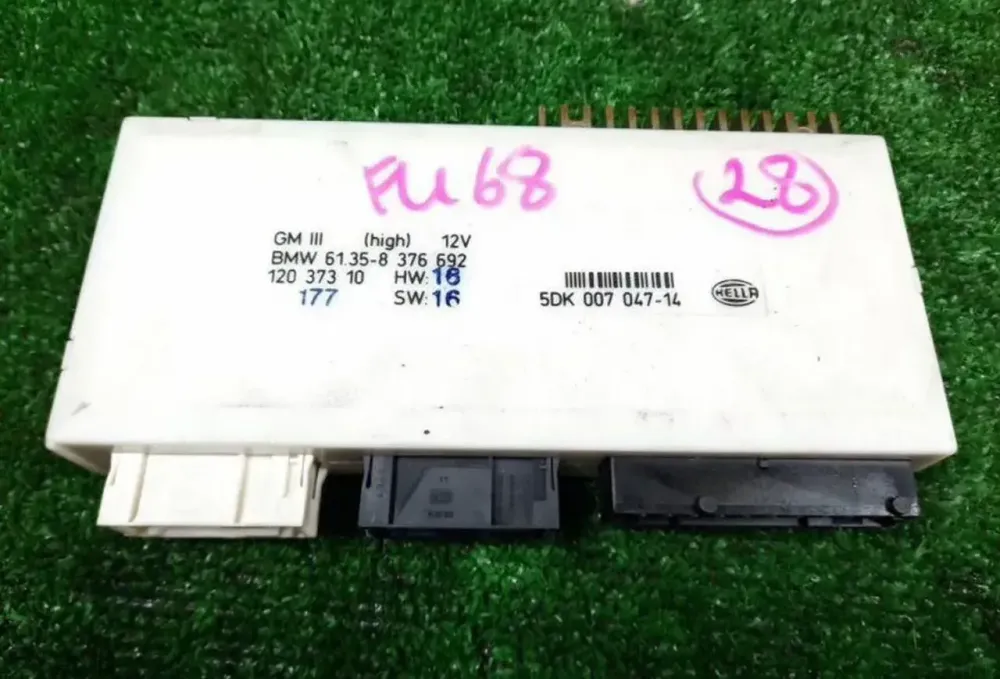 FU68
28
GM III (high) 12V
BMW 61.35-8 376 692
120 373 10 HW: 18
177 SW: 16
5DK 007 047-14
HELLA